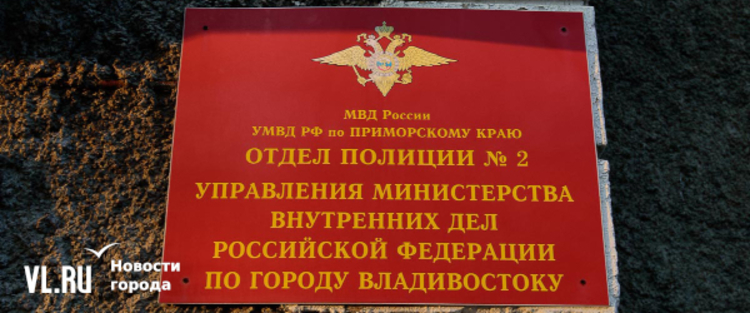 МВД России
УМВД РФ по ПРИМОРСКОМУ КРАЮ
ОТДЕЛ ПОЛИЦИИ № 2
УПРАВЛЕНИЯ МИНИСТЕРСТВА
ВНУТРЕННИХ ДЕЛ
РОССИЙСКОЙ ФЕДЕРАЦИИ
ПО ГОРОДУ ВЛАДИВОСТОКУ
VL.RU Новости
города